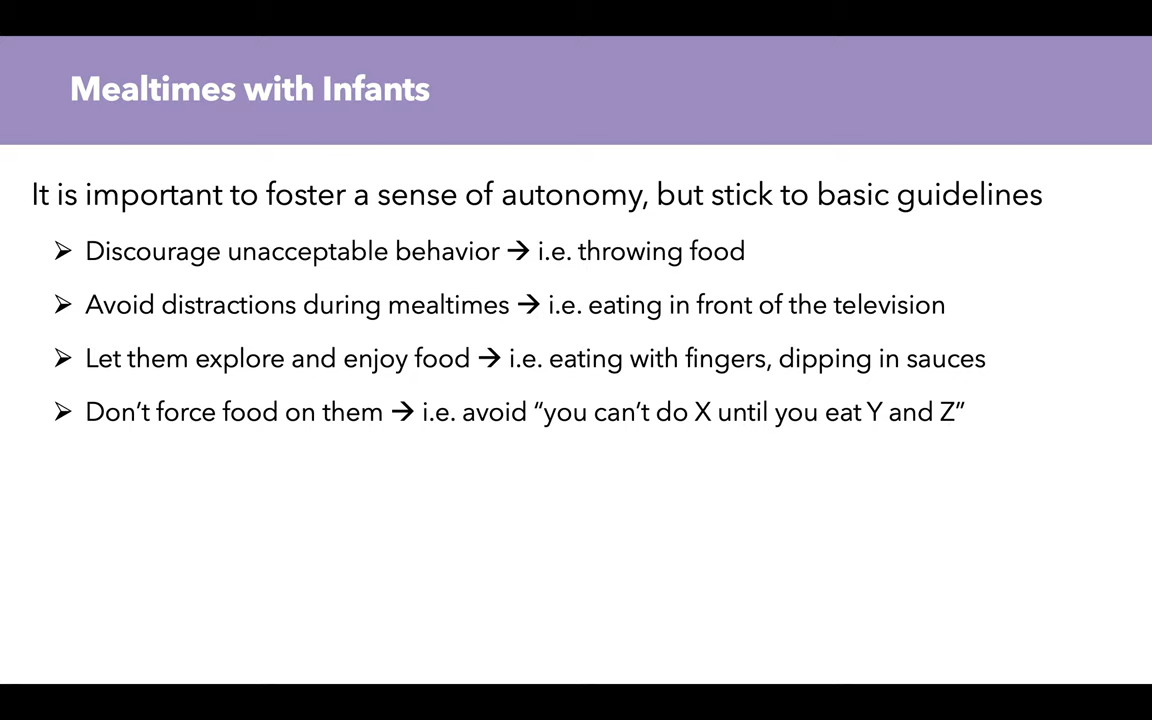 Mealtimes with Infants
It is important to foster a sense of autonomy, but stick to basic guidelines
➢ Discourage unacceptable behavior → i.e. throwing food
➢ Avoid distractions during mealtimes → i.e. eating in front of the television
➢ Let them explore and enjoy food → i.e. eating with fingers, dipping in sauces
➢ Don’t force food on them → i.e. avoid “you can’t do X until you eat Y and Z”